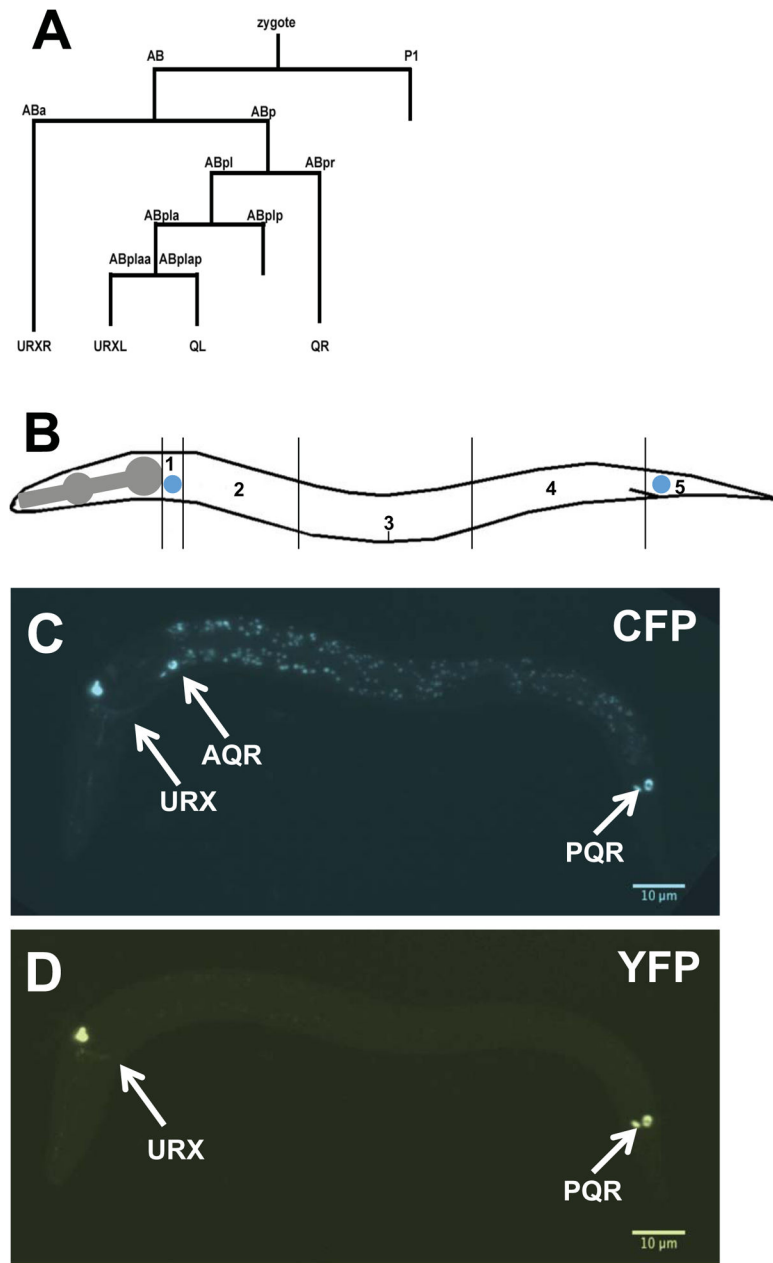 A
zygote
AB P1
ABa ABp
ABpl ABpr
ABpla ABplp
ABplaa ABplap
URXR URXL QL QR
B
1 2 3 4 5
C CFP
AQR
URX
PQR
10 µm
D YFP
URX
PQR
10 µm